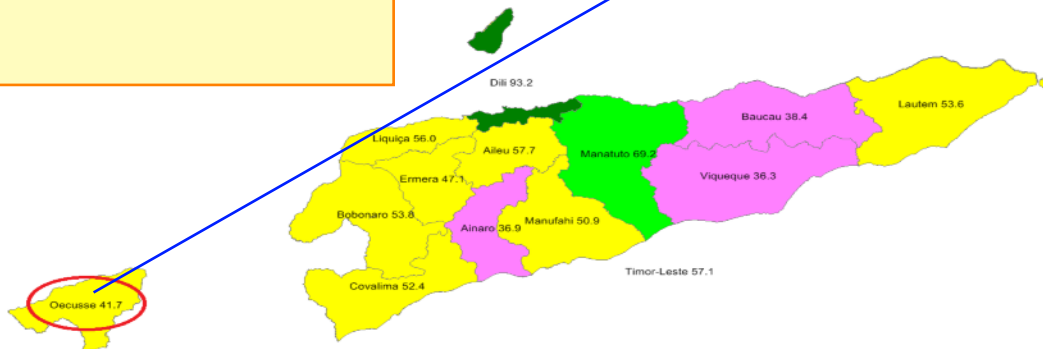 Dili 93.2
Lautem 53.6
Baucau 38.4
Liquiça 56.0
Aileu 57.7
Manatuto 69.2
Viqueque 36.3
Ermera 47.1
Bobonaro 53.8
Ainaro 36.9
Manufahi 50.9
Timor-Leste 57.1
Covalima 52.4
Oecusse 41.7